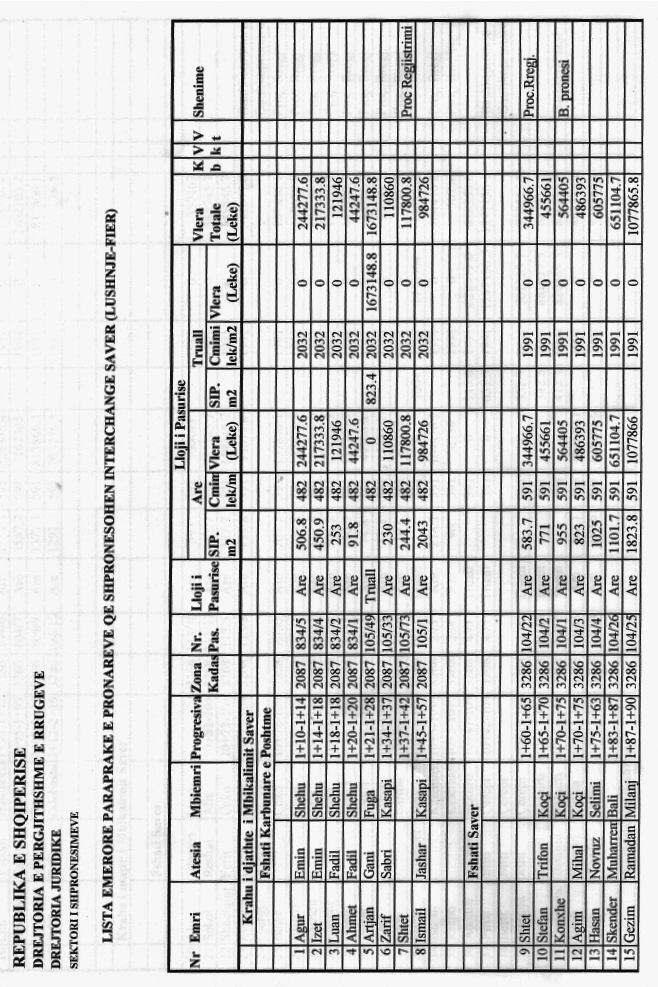 REPUBLIKA E SHQIPERISE
DREJTORIA E PERGJITHSHME E RRUGEVE
DREJTORIA JURIDIKE
SEKTORI I SHPRONESIMEVE
LISTA EMERORE PARAPRAKE E PRONAREVE QE SHPRONESOHEN INTERCHANGE SAVER (LUSHNJE-FIER)
Lloji i Pasurise
Are Truall
Nr Emri Atesia Mbiemri Progresiva Zona Kadas Nr. Pas. Lloji i Pasurise SIP. m2 Cmin lek/m Vlera (Leke) SIP. m2 Cmimi lek/m2 Vlera (Leke) Vlera Totale (Leke) K b V k V t Shenime
Krahu i djathte i Mbikalimit Saver
Fshati Karbunare e Poshtme
1 Agur Emin Shehu 1+10-1+14 2087 834/5 Are 506.8 482 244277.6 2032 0 244277.6
2 Izet Emin Shehu 1+14-1+18 2087 834/4 Are 450.9 482 217333.8 2032 0 217333.8
3 Luan Fadil Shehu 1+18-1+18 2087 834/2 Are 253 482 121946 2032 0 121946
4 Ahmet Fadil Shehu 1+20-1+20 2087 834/1 Are 91.8 482 44247.6 2032 0 44247.6
5 Artjan Gani Fuga 1+21-1+28 2087 105/49 Truall 482 0 823.4 2032 1673148.8 1673148.8
6 Zarif Sabri Kasapi 1+34-1+37 2087 105/33 Are 230 482 110860 2032 0 110860
7 Shtet 1+37-1+42 2087 105/73 Are 244.4 482 117800.8 2032 0 117800.8 Proc Regjistrimi
8 Ismail Jashar Kasapi 1+45-1+57 2087 105/1 Are 2043 482 984726 2032 0 984726
Fshati Saver
9 Shtet 1+60-1+65 3286 104/22 Are 583.7 591 344966.7 1991 0 344966.7 Proc.Rregj.
10 Stefan Trifon Koçi 1+65-1+70 3286 104/2 Are 771 591 455661 1991 0 455661
11 Konxhe Koçi 1+70-1+75 3286 104/1 Are 955 591 564405 1991 0 564405 B. pronesi
12 Agim Mihal Koçi 1+70-1+75 3286 104/3 Are 823 591 486393 1991 0 486393
13 Hasan Novruz Selimi 1+75-1+63 3286 104/4 Are 1025 591 605775 1991 0 605775
14 Skender Muharrem Bali 1+83-1+87 3286 104/26 Are 1101.7 591 651104.7 1991 0 651104.7
15 Gezim Ramadan Milanj 1+87-1+90 3286 104/25 Are 1823.8 591 1077866 1991 0 1077865.8